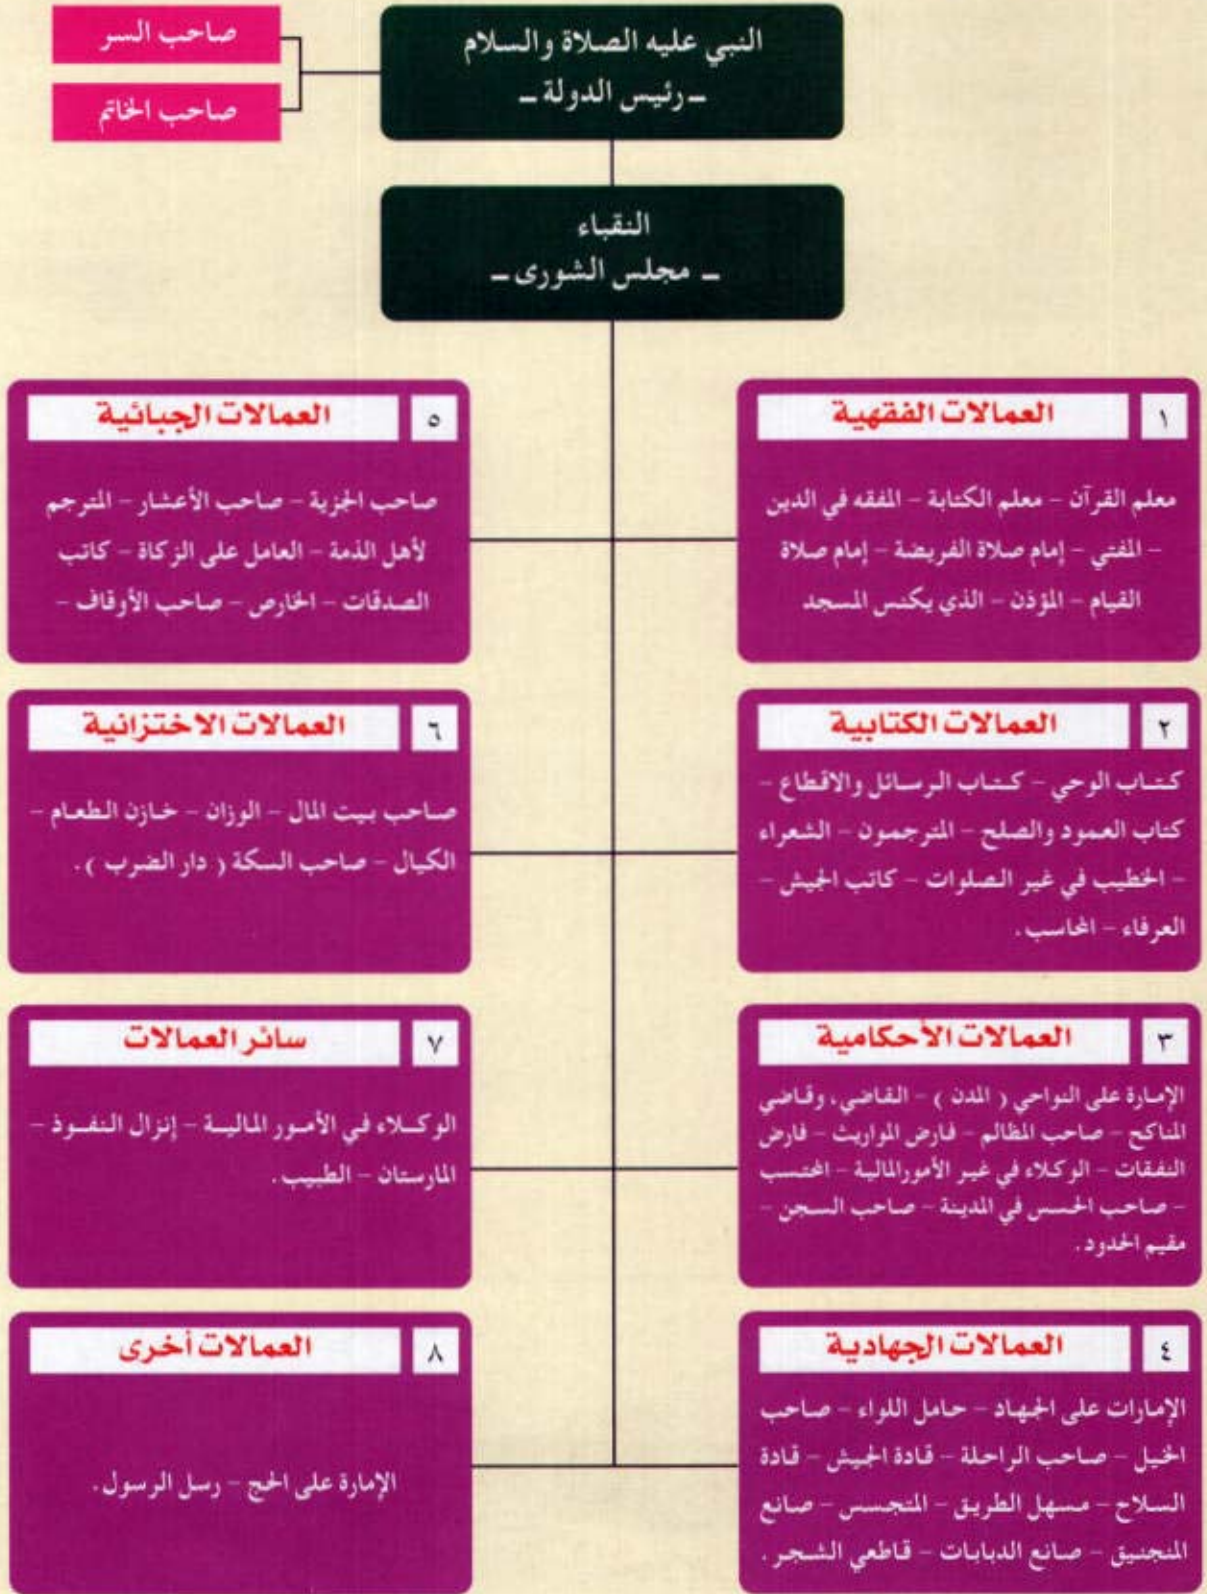 النبي عليه الصلاة والسلام
- رئيس الدولة -
صاحب السر
صاحب الخاتم
النقباء
- مجلس الشورى -
١ العمالات الفقهية
معلم القرآن - معلم الكتابة - المفقه في الدين
- المفتي - إمام صلاة الفريضة - إمام صلاة
القيام - المؤذن - الذي يكنس المسجد
٢ العمالات الكتابية
كتاب الوحي - كتاب الرسائل والاقطاع -
كتاب العمود والصلح - المترجمون - الشعراء
- الخطيب في غير الصلوات - كاتب الجيش -
العرفاء - المحاسب .
٣ العمالات الأحكامية
الإمارة على النواحي ( المدن ) - القاضي، وقاضي
المناكح - صاحب المظالم - فارض المواريث - فارض
النفقات - الوكلاء في غير الأمورالمالية - المحتسب
- صاحب الحسس في المدينة - صاحب السجن -
مقيم الحدود .
٤ العمالات الجهادية
الإمارات على الجهاد - حامل اللواء - صاحب
الخيل - صاحب الراحلة - قادة الجيش - قادة
السلاح - مسهل الطريق - المتجسس - صانع
المنجنيق - صانع الدبابات - قاطعي الشجر .
٥ العمالات الجبائية
صاحب الجزية - صاحب الأعشار - المترجم
لأهل الذمة - العامل على الزكاة - كاتب
الصدقات - الخارص - صاحب الأوقاف -
٦ العمالات الاختزانية
صاحب بيت المال - الوزان - خازن الطعام -
الكيال - صاحب السكة ( دار الضرب ) .
٧ سائر العمالات
الوكلاء في الأمور المالية - إنزال النفوذ -
المارستان - الطبيب .
٨ العمالات أخرى
الإمارة على الحج - رسل الرسول .